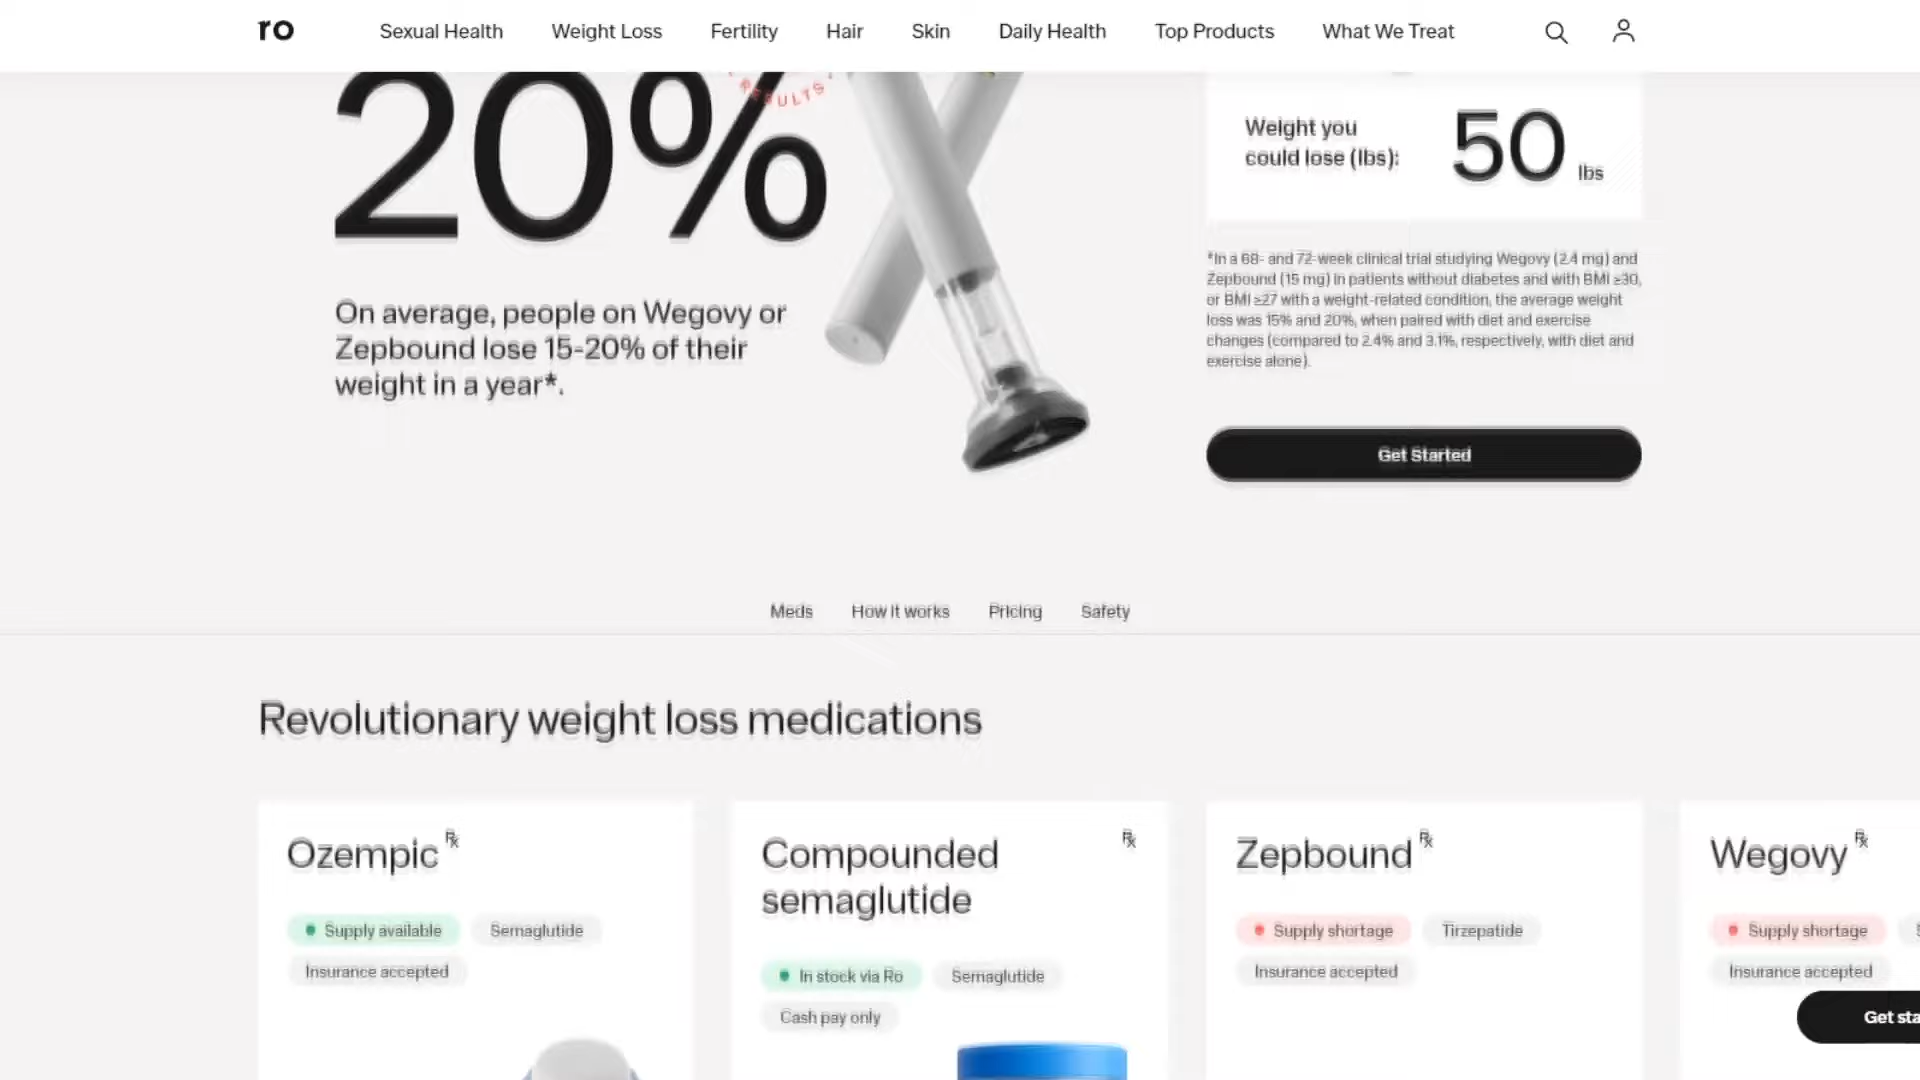 ro
Sexual Health
Weight Loss
Fertility
Hair
Skin
Daily Health
Top Products
What We Treat
20%
RESULTS
On average, people on Wegovy or
Zepbound lose 15-20% of their
weight in a year*.
Weight you
could lose (lbs):
50 lbs
*In a 68- and 72-week clinical trial studying Wegovy (2.4 mg) and
Zepbound (15 mg) in patients without diabetes and with BMI ≥30,
or BMI ≥27 with a weight-related condition, the average weight
loss was 15% and 20%, when paired with diet and exercise
changes (compared to 2.4% and 3.1%, respectively, with diet and
exercise alone).
Get Started
Meds
How it works
Pricing
Safety
Revolutionary weight loss medications
Ozempic ℞
Supply available
Semaglutide
Insurance accepted
Compounded ℞
semaglutide
In stock via Ro
Semaglutide
Cash pay only
Zepbound ℞
Supply shortage
Tirzepatide
Insurance accepted
Wegovy ℞
Supply shortage
Insurance accepted
Get sta